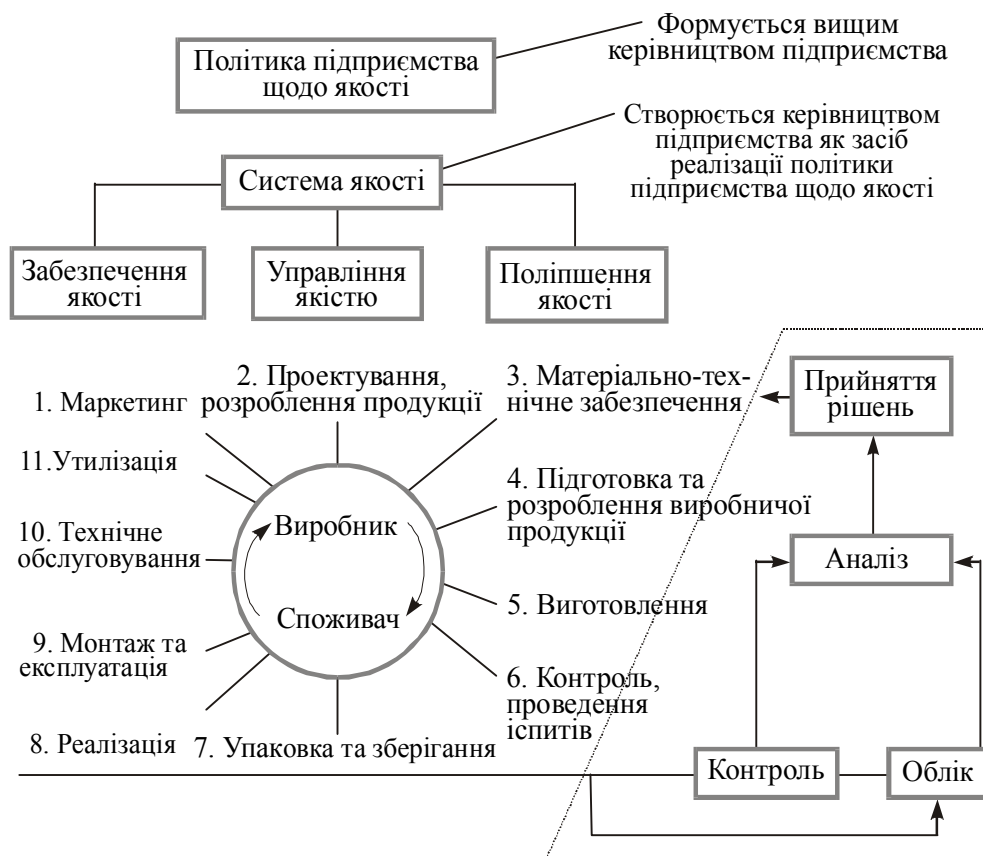 Формується вищим
керівництвом підприємства
Політика підприємства
щодо якості
Створюється керівництвом
підприємства як засіб
реалізації політики
підприємства щодо якості
Система якості
Забезпечення
якості
Управління
якістю
Поліпшення
якості
1. Маркетинг
2. Проектування,
розроблення продукції
3. Матеріально-тех-
нічне забезпечення
Прийняття
рішень
11.Утилізація
4. Підготовка та
розроблення виробничої
продукції
10. Технічне
обслуговування
Виробник
Споживач
Аналіз
5. Виготовлення
9. Монтаж та
експлуатація
6. Контроль,
проведення
іспитів
8. Реалізація
7. Упаковка та зберігання
Контроль
Облік